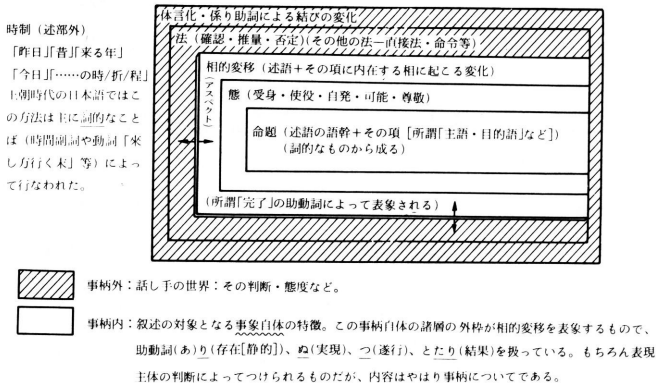 時制（述部外）
「昨日」「昔」「来る年」
「今日」「……の時/折/程」
王朝時代の日本語ではこ
の方法は主に詞的なこと
ば（時間副詞や動詞「来
し方行く末」等）によっ
て行なわれた。
体言化・係り助詞による結びの変化
法（確認・推量・否定）（その他の法―直接法・命令等）
相的変移（述語＋その項に内在する相に起こる変化）
（アスペクト）
態（受身・使役・自発・可能・尊敬）
命題（述語の語幹＋その項［所謂「主語・目的語」など］）
（詞的なものから成る）
（所謂「完了」の助動詞によって表象される）
事柄外：話し手の世界：その判断・態度など。
事柄内：叙述の対象となる事象自体の特徴。この事柄自体の諸層の外枠が相的変移を表象するもので、
助動詞(あ)り(存在[静的])、ぬ(実現)、つ(遂行)、とたり(結果)を扱っている。もちろん表現
主体の判断によってつけられるものだが、内容はやはり事柄についてである。